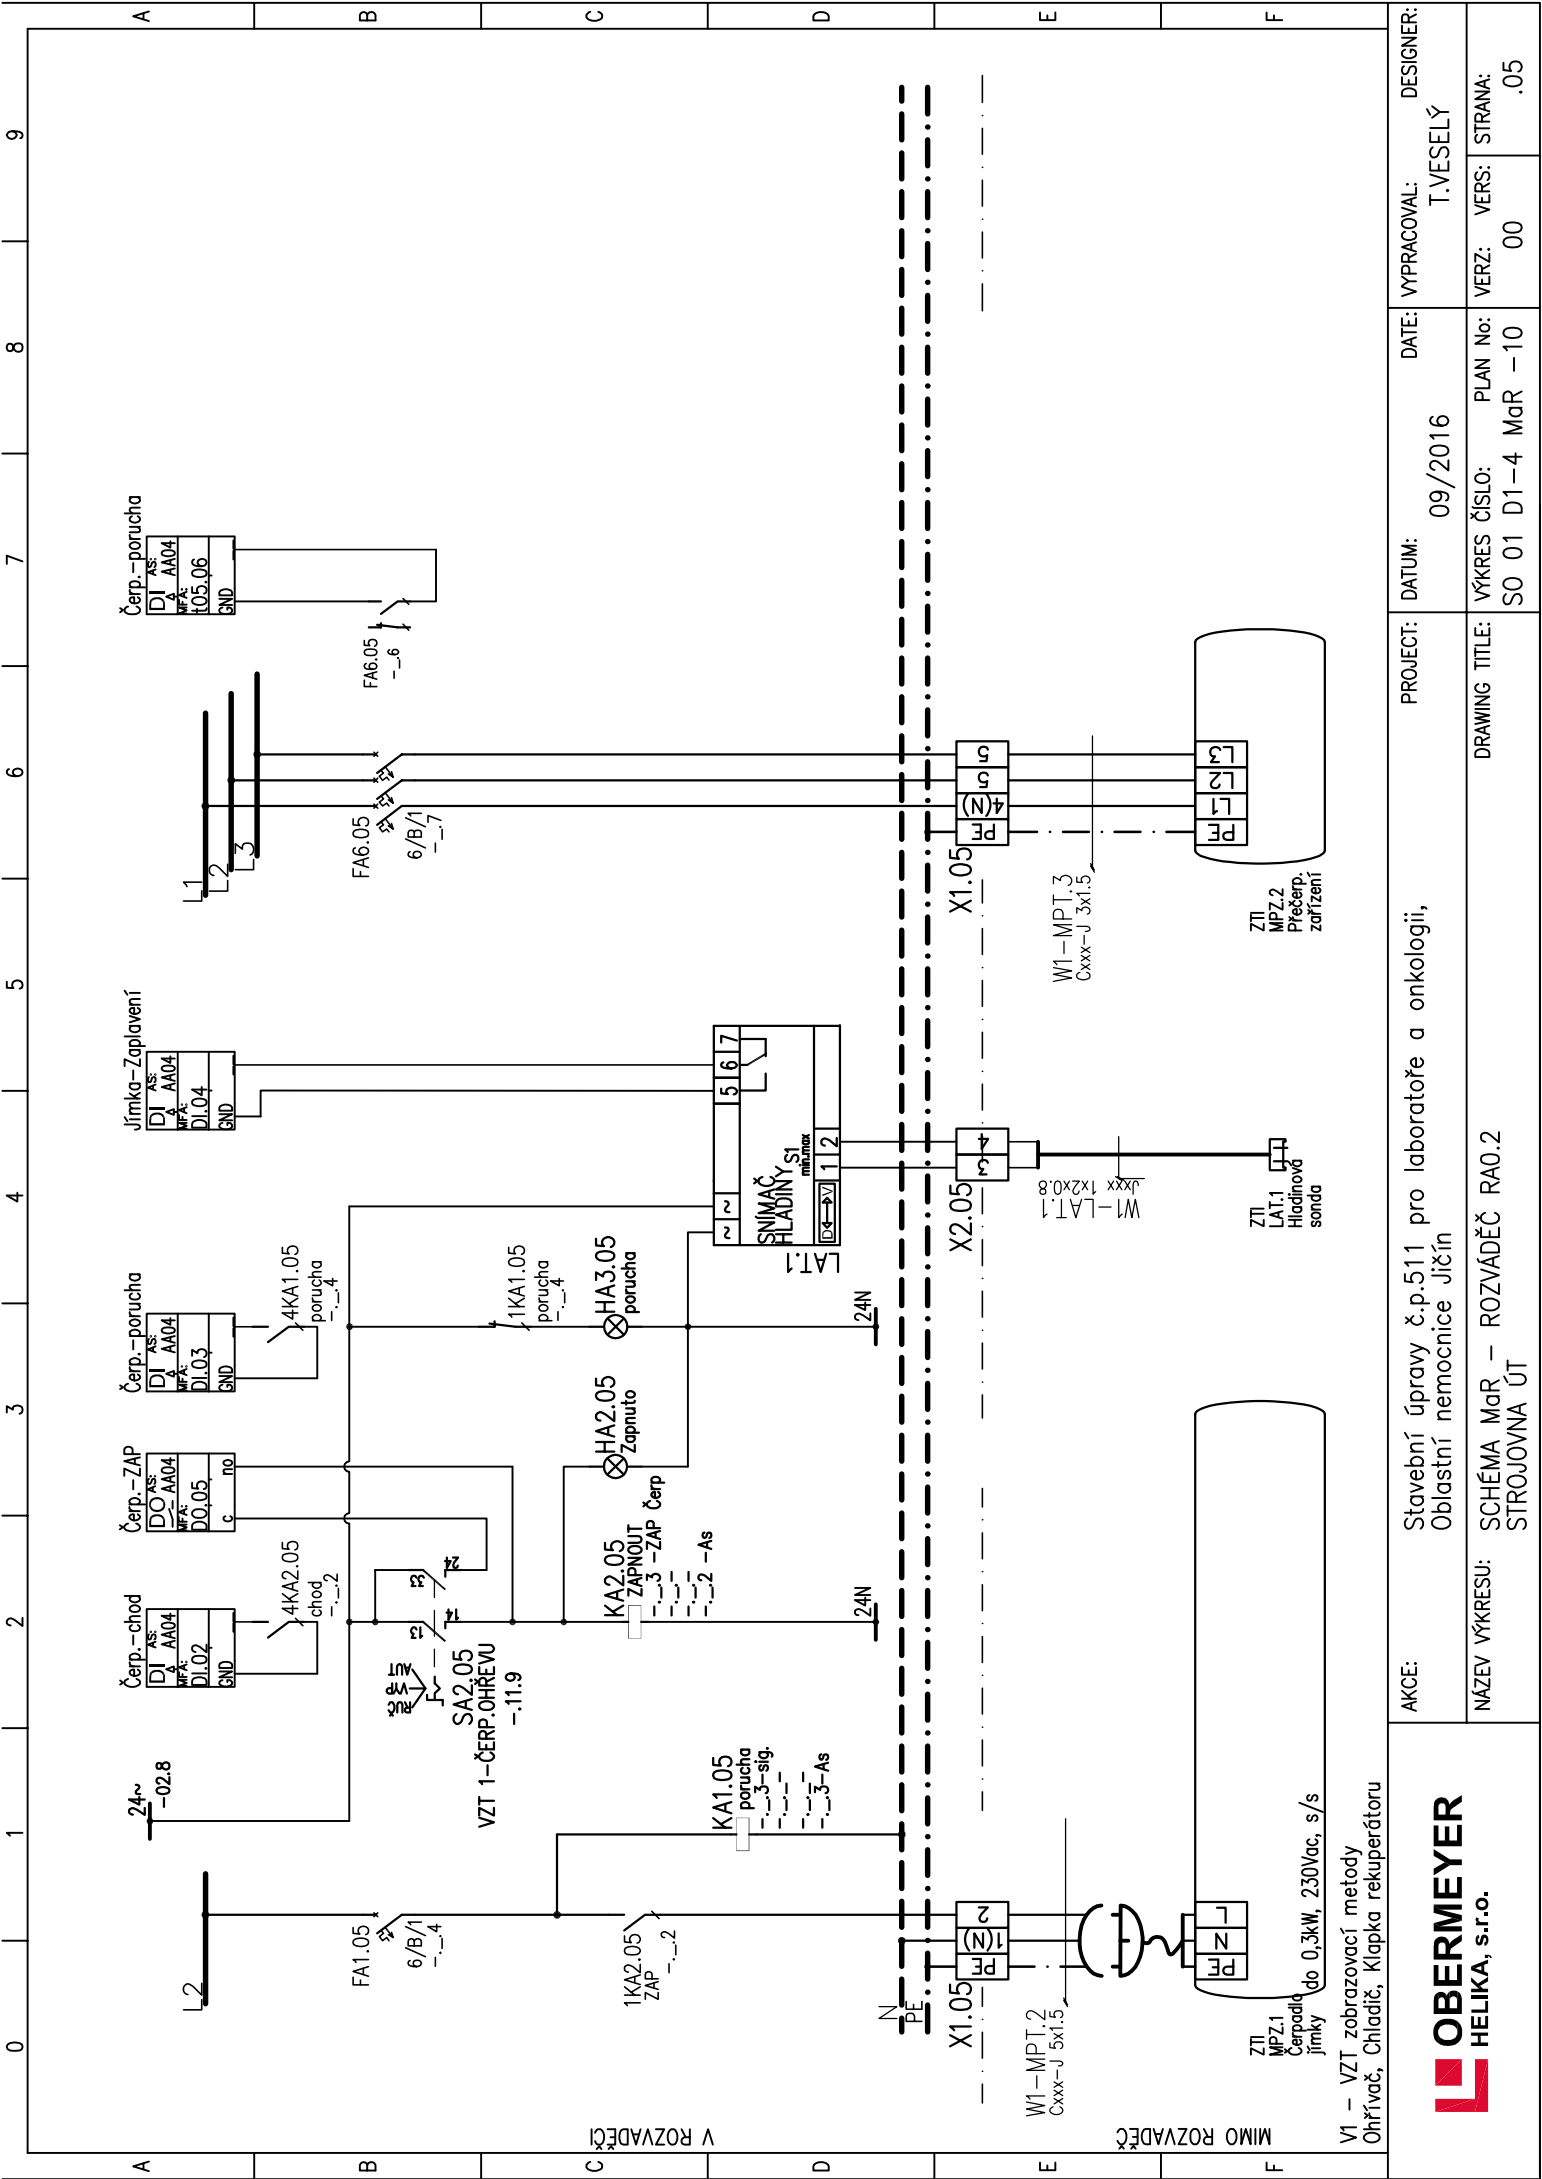 0 1 2 3 4 5 6 7 8 9
A
B
C
D
E
F
A
B
C
D
E
F
V ROZVADĚČI
MIMO ROZVADĚČ
L2
FA1.05
6/B/1
-._.4
1KA2.05
ZAP
-._.2
N
PE
X1.05
PE 1(N) 2
W1-MPT.2
Cxxx-J 5x1.5
PE N L
ZTI
MPZ.1
Čerpadlo do 0,3kW, 230Vac, s/s
jímky
24~
-02.8
KA1.05
porucha
-._.3-sig.
-._.-
-._.-
-._.3-As
Čerp.-chod
DI AS:
AA04
MFA:
DI.02
GND
4KA2.05
chod
-._.2
RUČ
VYP
AUT
13 14
33 24
SA2.05
VZT 1-ČERP.OHŘEVU
-.11.9
Čerp.-ZAP
DO AS:
AA04
MFA:
DO.05
c no
KA2.05
ZAPNOUT
-._.3 -ZAP Čerp
-._.-
-._.-
-._.2 -As
24N
HA2.05
Zapnuto
Čerp.-porucha
DI AS:
AA04
MFA:
DI.03
GND
4KA1.05
porucha
-._.4
1KA1.05
porucha
-._.4
HA3.05
porucha
24N
Jímka-Zaplavení
DI AS:
AA04
MFA:
DI.04
GND
~ ~ 5 6 7
SNÍMAČ
HLADINY
S1
min.max
1 2
D V
LAT.1
X2.05
3 4
W1-LAT.1
Jxxx 1x2x0.8
ZTI
LAT.1
Hladinová
sonda
L1
L2
L3
FA6.05
6/B/1
-._.7
X1.05
PE 4(N) 5 5
W1-MPT.3
Cxxx-J 3x1.5
PE L1 L2 L3
ZTI
MPZ.2
Přečerp.
zařízení
Čerp.-porucha
DI AS:
AA04
MFA:
t05.06
GND
FA6.05
-._.6
V1 - VZT zobrazovací metody
Ohřívač, Chladič, Klapka rekuperátoru
OBERMEYER
HELIKA, s.r.o.
AKCE: PROJECT:
Stavební úpravy č.p.511 pro laboratoře a onkologii,
Oblastní nemocnice Jičín
NÁZEV VÝKRESU: DRAWING TITLE:
SCHÉMA MaR - ROZVÁDĚČ RA0.2
STROJOVNA ÚT
DATUM: DATE:
09/2016
VYPRACOVAL: DESIGNER:
T.VESELÝ
VÝKRES ČÍSLO: PLAN No:
SO 01 D1-4 MaR -10
VERZ: VERS:
00
STRANA:
.05